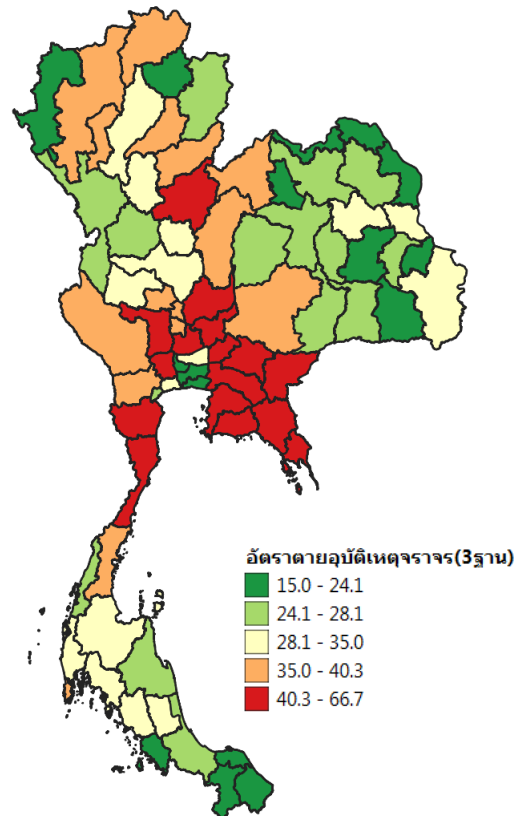 อัตราตายอุบัติเหตุจราจร(3ฐาน)
15.0 - 24.1
24.1 - 28.1
28.1 - 35.0
35.0 - 40.3
40.3 - 66.7